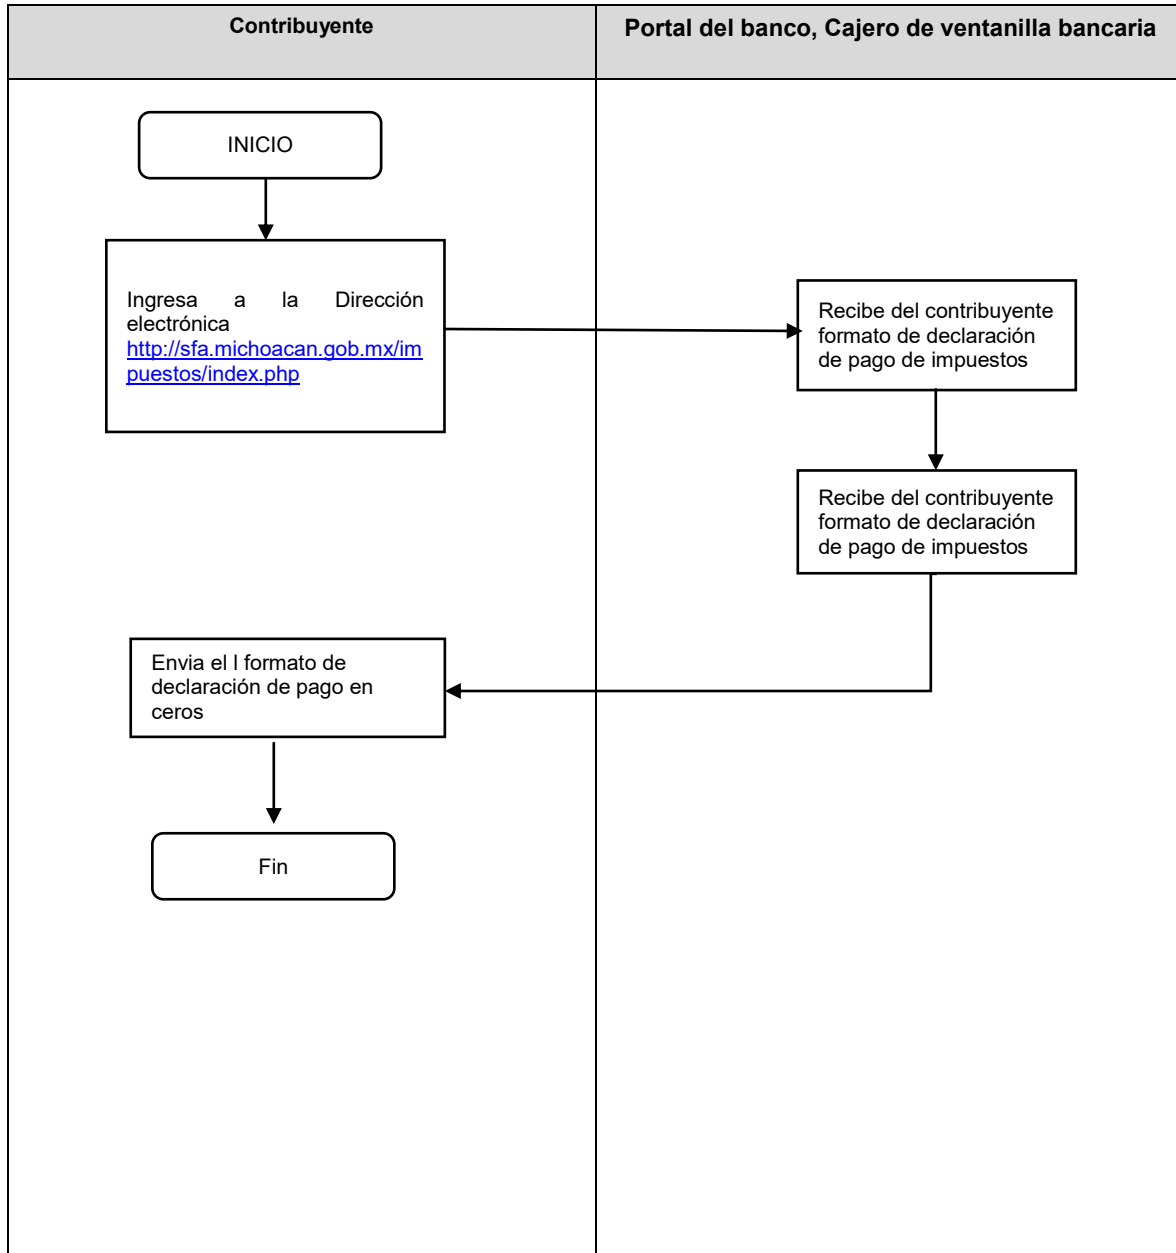 Contribuyente
Portal del banco, Cajero de ventanilla bancaria
INICIO
Ingresa a la Dirección
electrónica
http://sfa.michoacan.gob.mx/im
puestos/index.php
Recibe del contribuyente
formato de declaración
de pago de impuestos
Recibe del contribuyente
formato de declaración
de pago de impuestos
Envia el l formato de
declaración de pago en
ceros
Fin